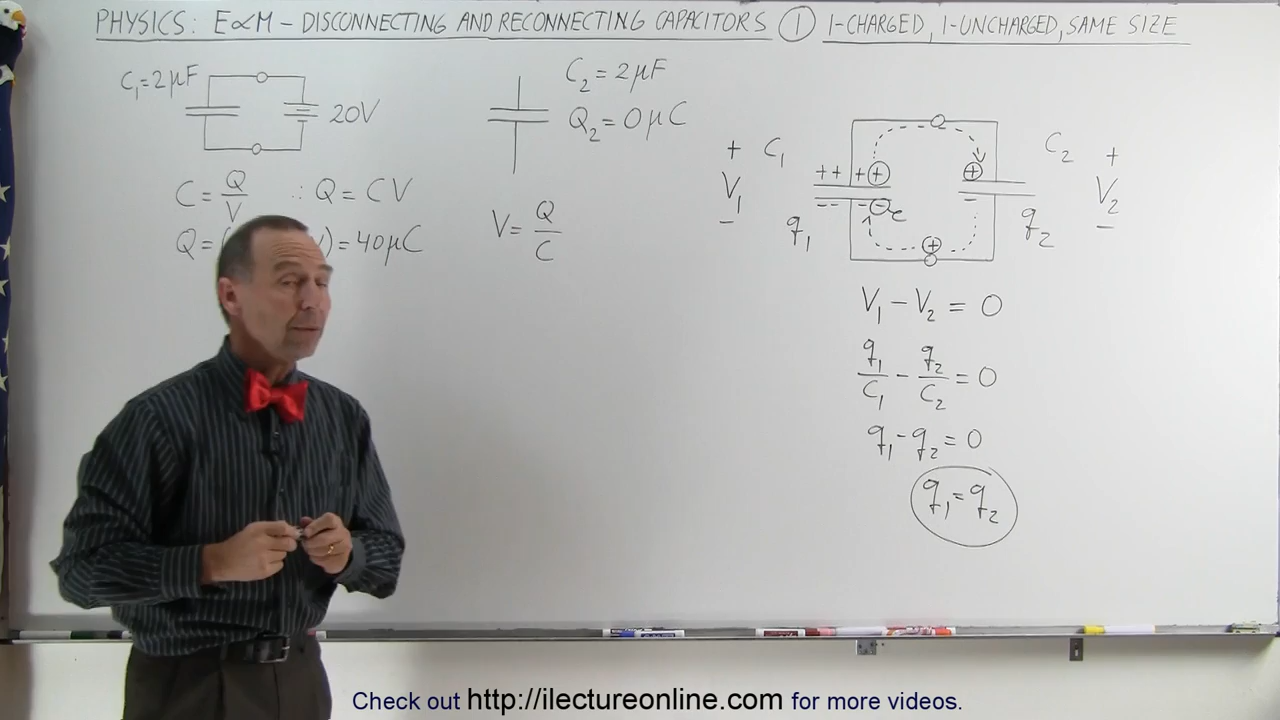 PHYSICS: E∝M – DISCONNECTING AND RECONNECTING CAPACITORS ① 1-CHARGED, 1-UNCHARGED, SAME SIZE
C₁=2μF
20V
C = Q/V ∴ Q = CV
Q= )=40μC
C₂ = 2μF
Q₂ = 0μC
V= Q/C
+ C₁ C₂ +
+ + + + +
V₁ V₂
- - - - -
q₁ q₂
+
-
V₁ – V₂ = 0
q₁/C₁ – q₂/C₂ = 0
q₁-q₂ = 0
q₁=q₂
Check out http://ilectureonline.com for more videos.